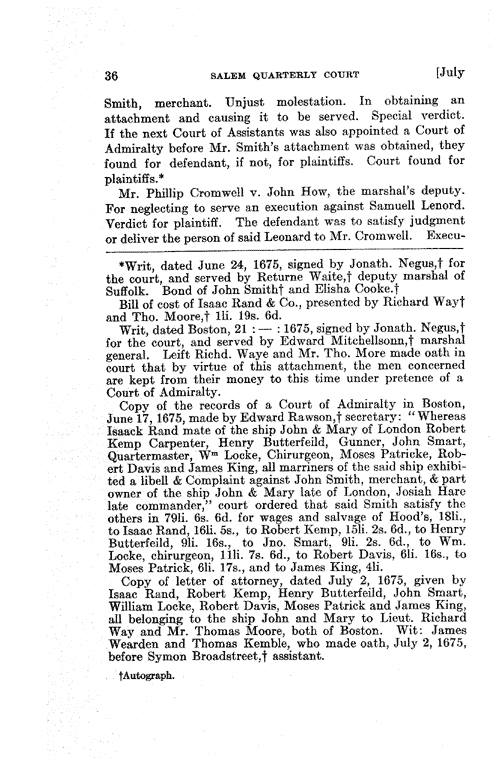 36 SALEM QUARTERLY COURT [July
Smith, merchant. Unjust molestation. In obtaining an
attachment and causing it to be served. Special verdict.
If the next Court of Assistants was also appointed a Court of
Admiralty before Mr. Smith's attachment was obtained, they
found for defendant, if not, for plaintiffs. Court found for
plaintiffs.*
Mr. Phillip Cromwell v. John How, the marshal's deputy.
For neglecting to serve an execution against Samuell Lenord.
Verdict for plaintiff. The defendant was to satisfy judgment
or deliver the person of said Leonard to Mr. Cromwell. Execu-
*Writ, dated June 24, 1675, signed by Jonath. Negus,† for
the court, and served by Returne Waite,† deputy marshal of
Suffolk. Bond of John Smith† and Elisha Cooke.†
Bill of cost of Isaac Rand & Co., presented by Richard Way†
and Tho. Moore,† 1li. 19s. 6d.
Writ, dated Boston, 21 : — : 1675, signed by Jonath. Negus,†
for the court, and served by Edward Mitchellsonn,† marshal
general. Leift Richd. Waye and Mr. Tho. More made oath in
court that by virtue of this attachment, the men concerned
are kept from their money to this time under pretence of a
Court of Admiralty.
Copy of the records of a Court of Admiralty in Boston,
June 17, 1675, made by Edward Rawson,† secretary: "Whereas
Isaack Rand mate of the ship John & Mary of London Robert
Kemp Carpenter, Henry Butterfeild, Gunner, John Smart,
Quartermaster, Wᵐ Locke, Chirurgeon, Moses Patricke, Rob-
ert Davis and James King, all marriners of the said ship exhibi-
ted a libell & Complaint against John Smith, merchant, & part
owner of the ship John & Mary late of London, Josiah Hare
late commander," court ordered that said Smith satisfy the
others in 79li. 6s. 6d. for wages and salvage of Hood's, 18li.,
to Isaac Rand, 16li. 5s., to Robert Kemp, 15li. 2s. 6d., to Henry
Butterfeild, 9li. 16s., to Jno. Smart, 9li. 2s. 6d., to Wm.
Locke, chirurgeon, 11li. 7s. 6d., to Robert Davis, 6li. 16s., to
Moses Patrick, 6li. 17s., and to James King, 4li.
Copy of letter of attorney, dated July 2, 1675, given by
Isaac Rand, Robert Kemp, Henry Butterfeild, John Smart,
William Locke, Robert Davis, Moses Patrick and James King,
all belonging to the ship John and Mary to Lieut. Richard
Way and Mr. Thomas Moore, both of Boston. Wit: James
Wearden and Thomas Kemble, who made oath, July 2, 1675,
before Symon Broadstreet,† assistant.
†Autograph.